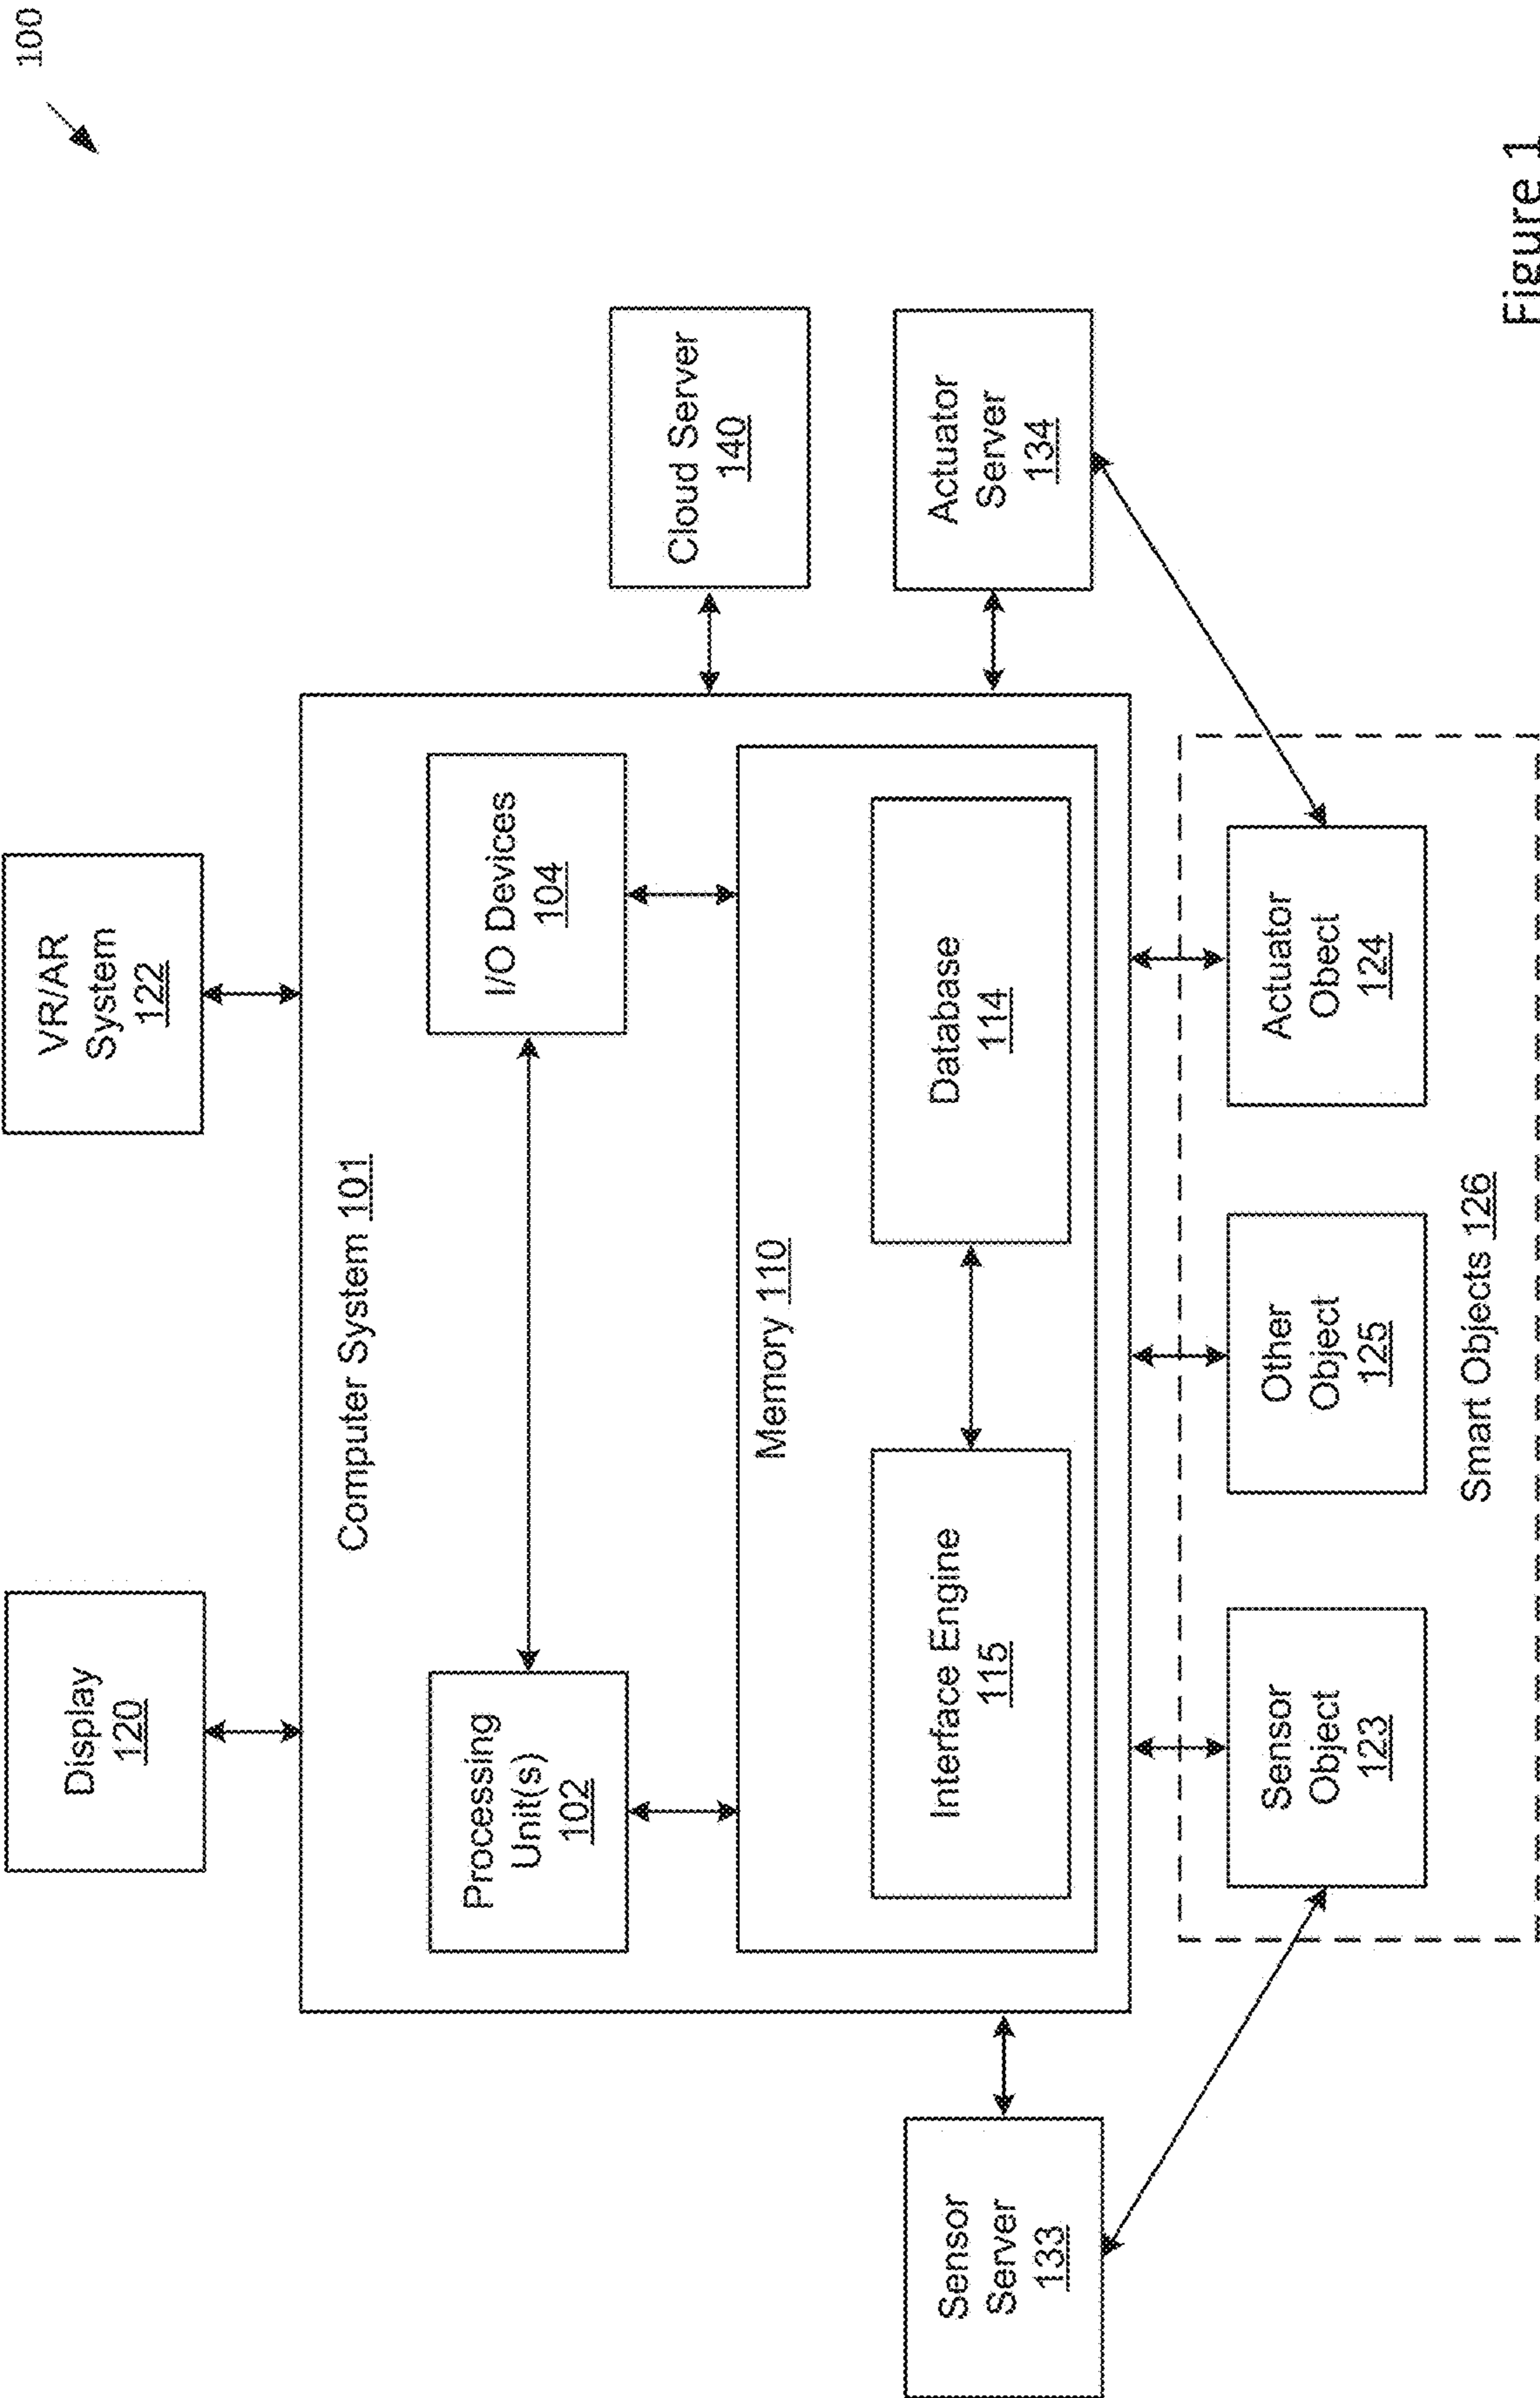 100
Display
120
VR/AR
System
122
Computer System 101
Processing
Unit(s)
102
I/O Devices
104
Memory 110
Interface Engine
115
Database
114
Cloud Server
140
Sensor
Server
133
Actuator
Server
134
Sensor
Object
123
Other
Object
125
Actuator
Obect
124
Smart Objects 126
Figure 1